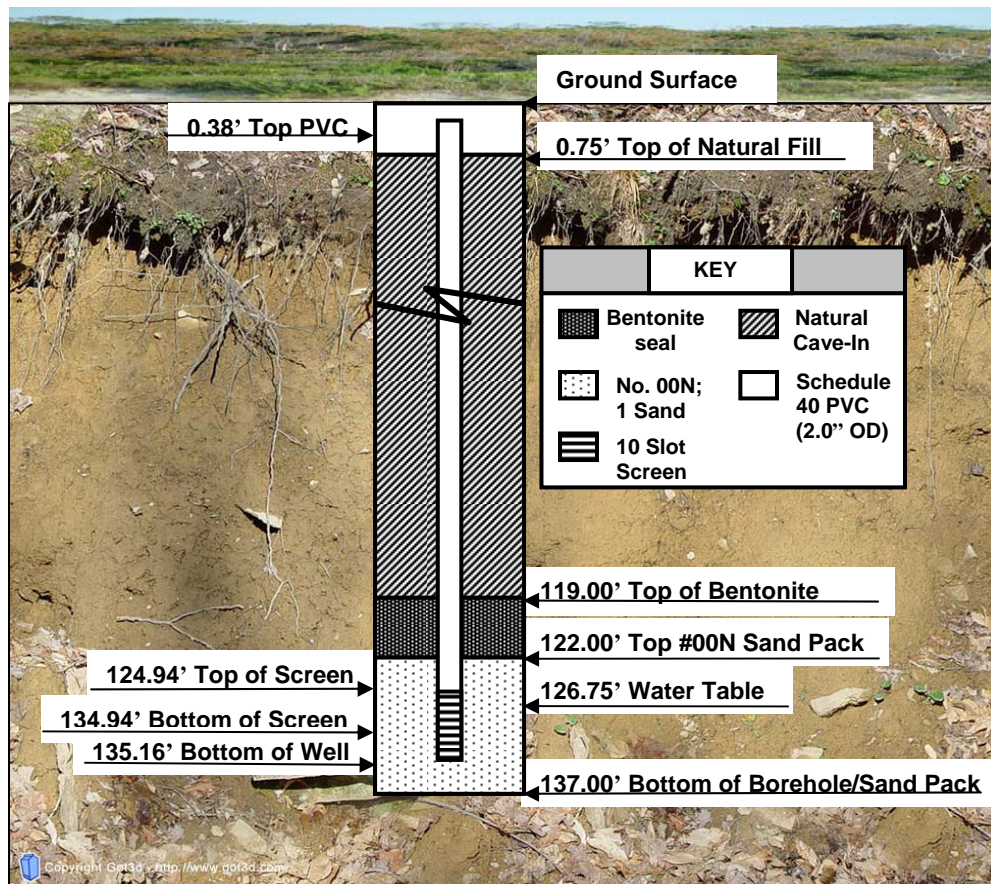 Ground Surface
0.38’ Top PVC
0.75’ Top of Natural Fill
KEY
Bentonite
seal
Natural
Cave-In
No. 00N;
1 Sand
Schedule
40 PVC
(2.0” OD)
10 Slot
Screen
119.00’ Top of Bentonite
122.00’ Top #00N Sand Pack
124.94’ Top of Screen
126.75’ Water Table
134.94’ Bottom of Screen
135.16’ Bottom of Well
137.00’ Bottom of Borehole/Sand Pack
Copyright Got3d - http://www.got3d.com/